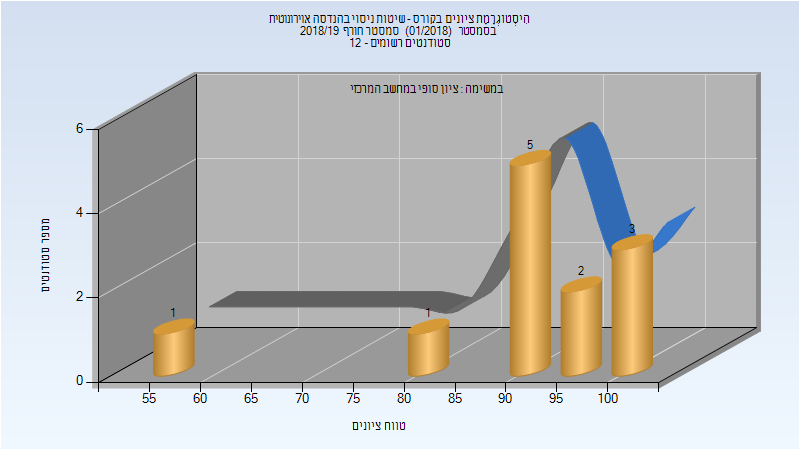 היסטוגרמת ציונים בקורס - שיטות ניסוי בהנדסה אוירונוטית
בסמסטר (01/2018) סמסטר חורף 2018/19
סטודנטים רשומים - 12
במשימה : ציון סופי במחשב המרכזי
מספר סטודנטים
6
4
2
0
1
1
5
2
3
55 60 65 70 75 80 85 90 95 100
טווח ציונים